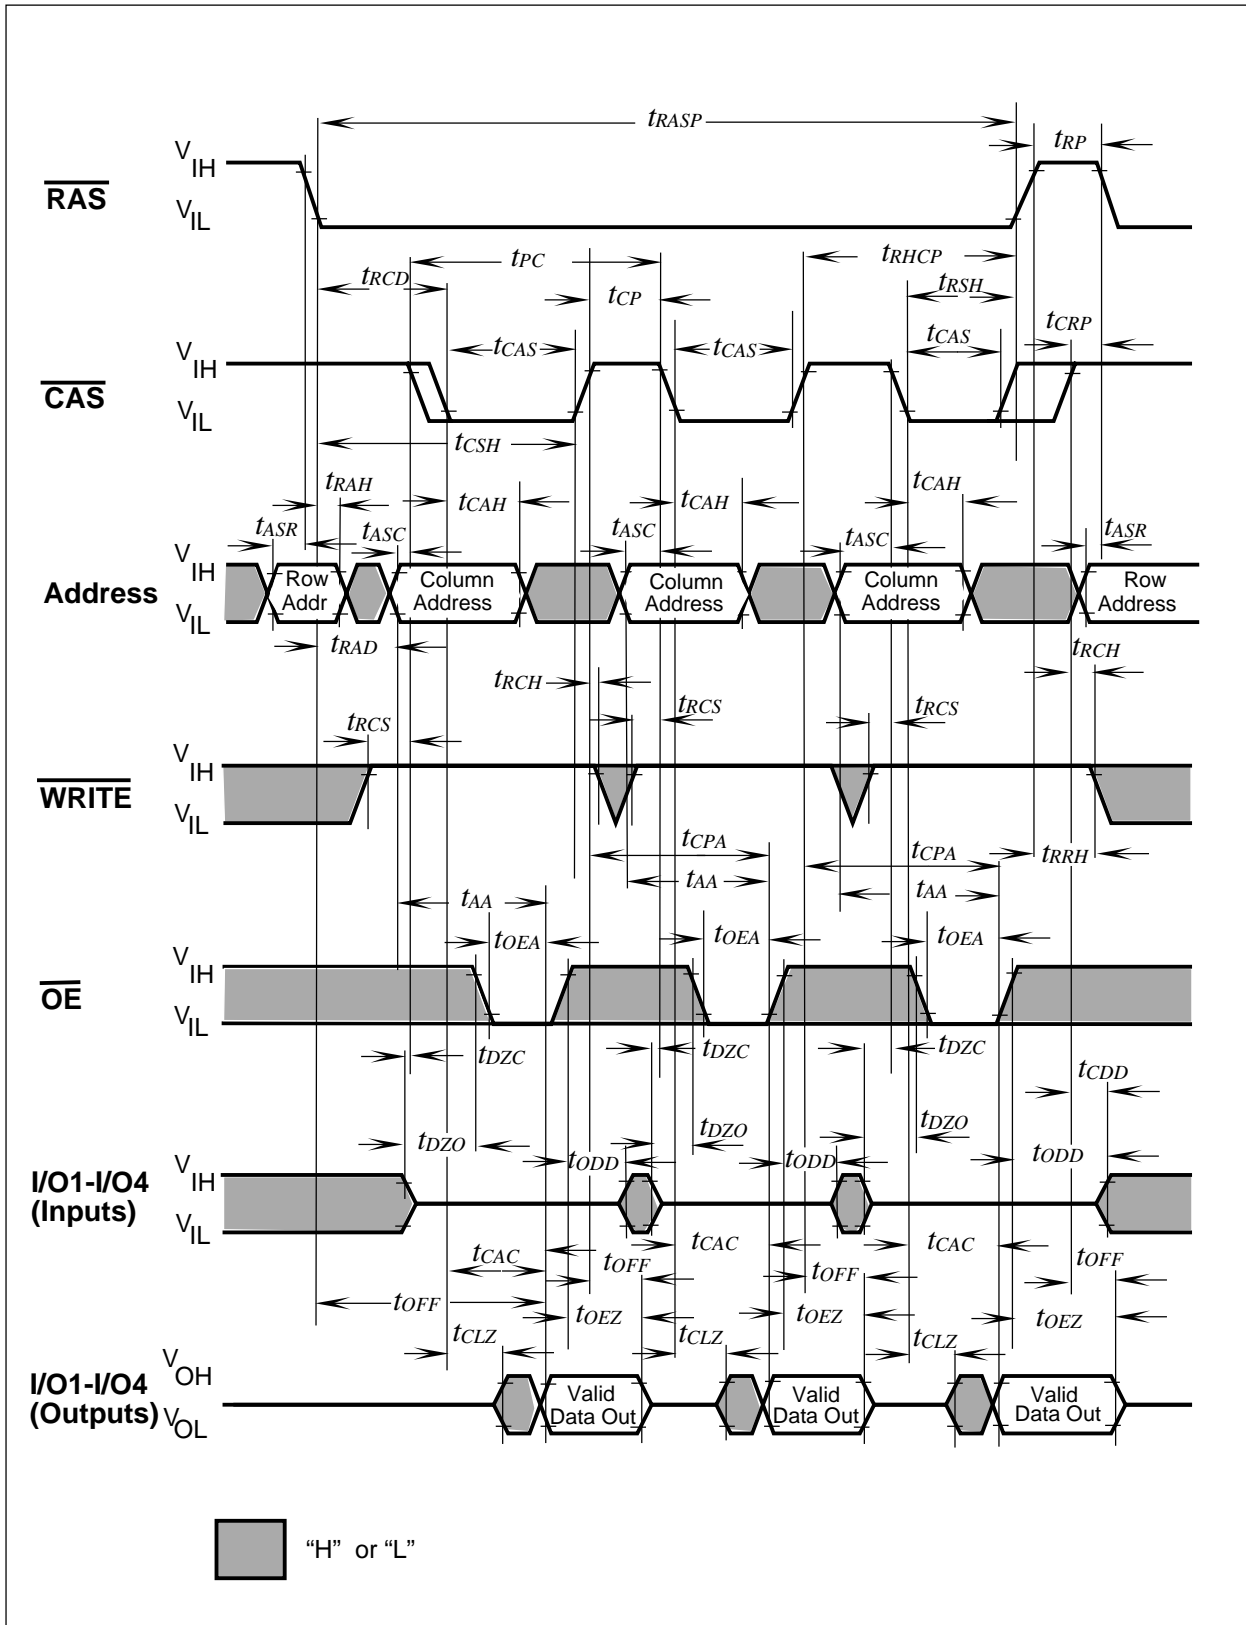 tRASP
tRP
VIH
RAS
VIL
tPC
tRHCP
tRCD
tCP
tRSH
tCRP
tCAS
tCAS
tCAS
VIH
CAS
VIL
tCSH
tRAH
tCAH
tCAH
tCAH
tASR
tASC
tASC
tASC
tASR
VIH
Address
VIL
Row
Addr
Column
Address
Column
Address
Column
Address
Row
Address
tRAD
tRCH
tRCH
tRCS
tRCS
tRCS
VIH
WRITE
VIL
tCPA
tCPA
tRRH
tAA
tAA
tAA
tOEA
tOEA
tOEA
VIH
OE
VIL
tDZC
tDZC
tDZC
tCDD
tDZO
tDZO
tDZO
tODD
tODD
tODD
VIH
I/O1-I/O4
(Inputs)
VIL
tCAC
tCAC
tCAC
tOFF
tOFF
tOFF
tOFF
tOEZ
tOEZ
tOEZ
tCLZ
tCLZ
tCLZ
VOH
I/O1-I/O4
(Outputs)
VOL
Valid
Data Out
Valid
Data Out
Valid
Data Out
“H” or “L”